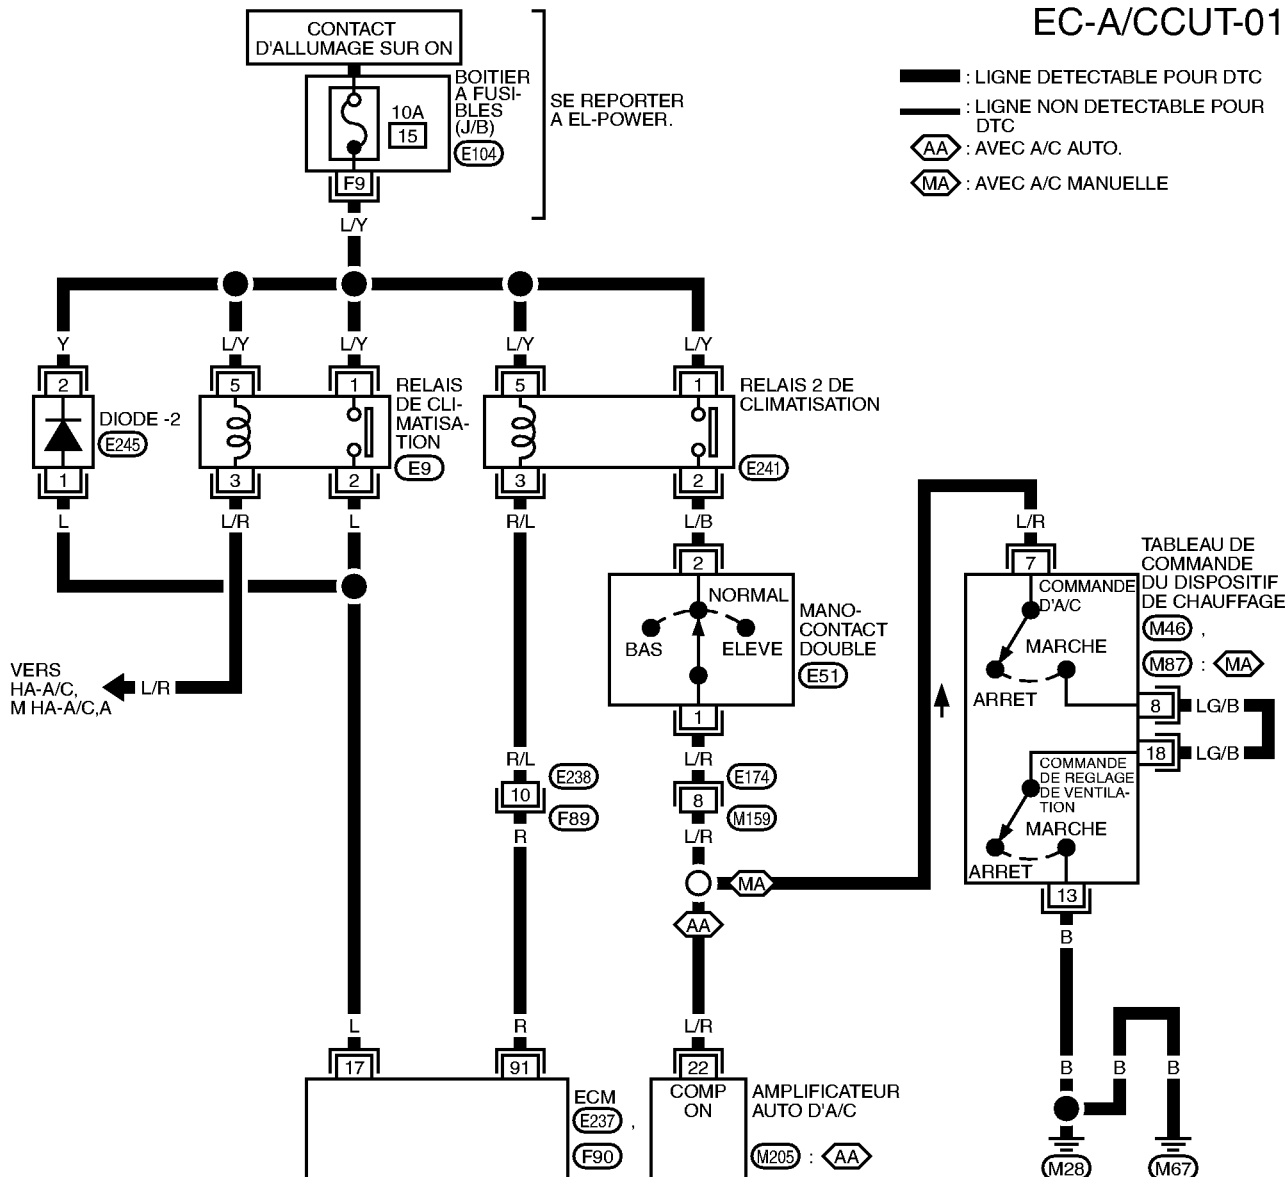 EC-A/CCUT-01
CONTACT
D'ALLUMAGE SUR ON
BOITIER
A FUSI-
BLES
(J/B)
E104
10A
15
F9
SE REPORTER
A EL-POWER.
: LIGNE DETECTABLE POUR DTC
: LIGNE NON DETECTABLE POUR
DTC
AA : AVEC A/C AUTO.
MA : AVEC A/C MANUELLE
L/Y
Y L/Y L/Y L/Y L/Y
2 5 1 5 1
DIODE -2
E245
RELAIS
DE CLI-
MATISA-
TION
E9
RELAIS 2 DE
CLIMATISATION
E241
1 3 2 3 2
L L/R L R/L L/B
L/R
7
2
NORMAL
BAS
ELEVE
1
MANO-
CONTACT
DOUBLE
E51
TABLEAU DE
COMMANDE
DU DISPOSITIF
DE CHAUFFAGE
M46 ,
M87 : MA
COMMANDE
D'A/C
MARCHE
ARRET
8 LG/B
18 LG/B
COMMANDE
DE REGLAGE
DE VENTILA-
TION
MARCHE
ARRET
13
VERS
HA-A/C,
M HA-A/C,A
L/R
R/L
E238
10
F89
R
L/R
E174
8
M159
L/R
MA
AA
B
L R L/R
17 91 22
B B B
ECM
E237 ,
F90
COMP
ON
AMPLIFICATEUR
AUTO D'A/C
M205 : AA
M28 M67